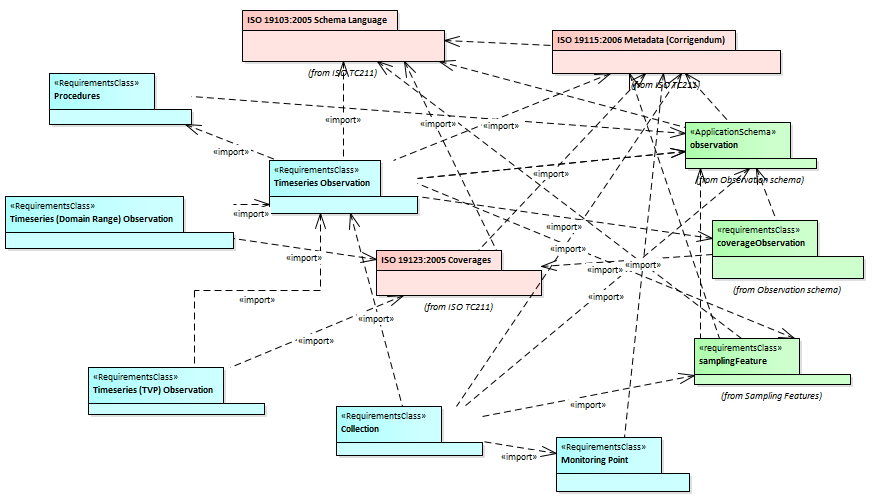 ISO 19103:2005 Schema Language
(from ISO TC211)
ISO 19115:2006 Metadata (Corrigendum)
(from ISO TC211)
«RequirementsClass»
Procedures
«import»
«import»
«import»
«ApplicationSchema»
observation
(from Observation schema)
«import»
«RequirementsClass»
Timeseries Observation
«import»
«RequirementsClass»
Timeseries (Domain Range) Observation
«import»
«import»
«requirementsClass»
coverageObservation
(from Observation schema)
«import»
«import»
ISO 19123:2005 Coverages
(from ISO TC211)
«import»
«import»
«import»
«import»
«import»
«import»
«requirementsClass»
samplingFeature
(from Sampling Features)
«RequirementsClass»
Timeseries (TVP) Observation
«import»
«RequirementsClass»
Collection
«import»
«RequirementsClass»
Monitoring Point